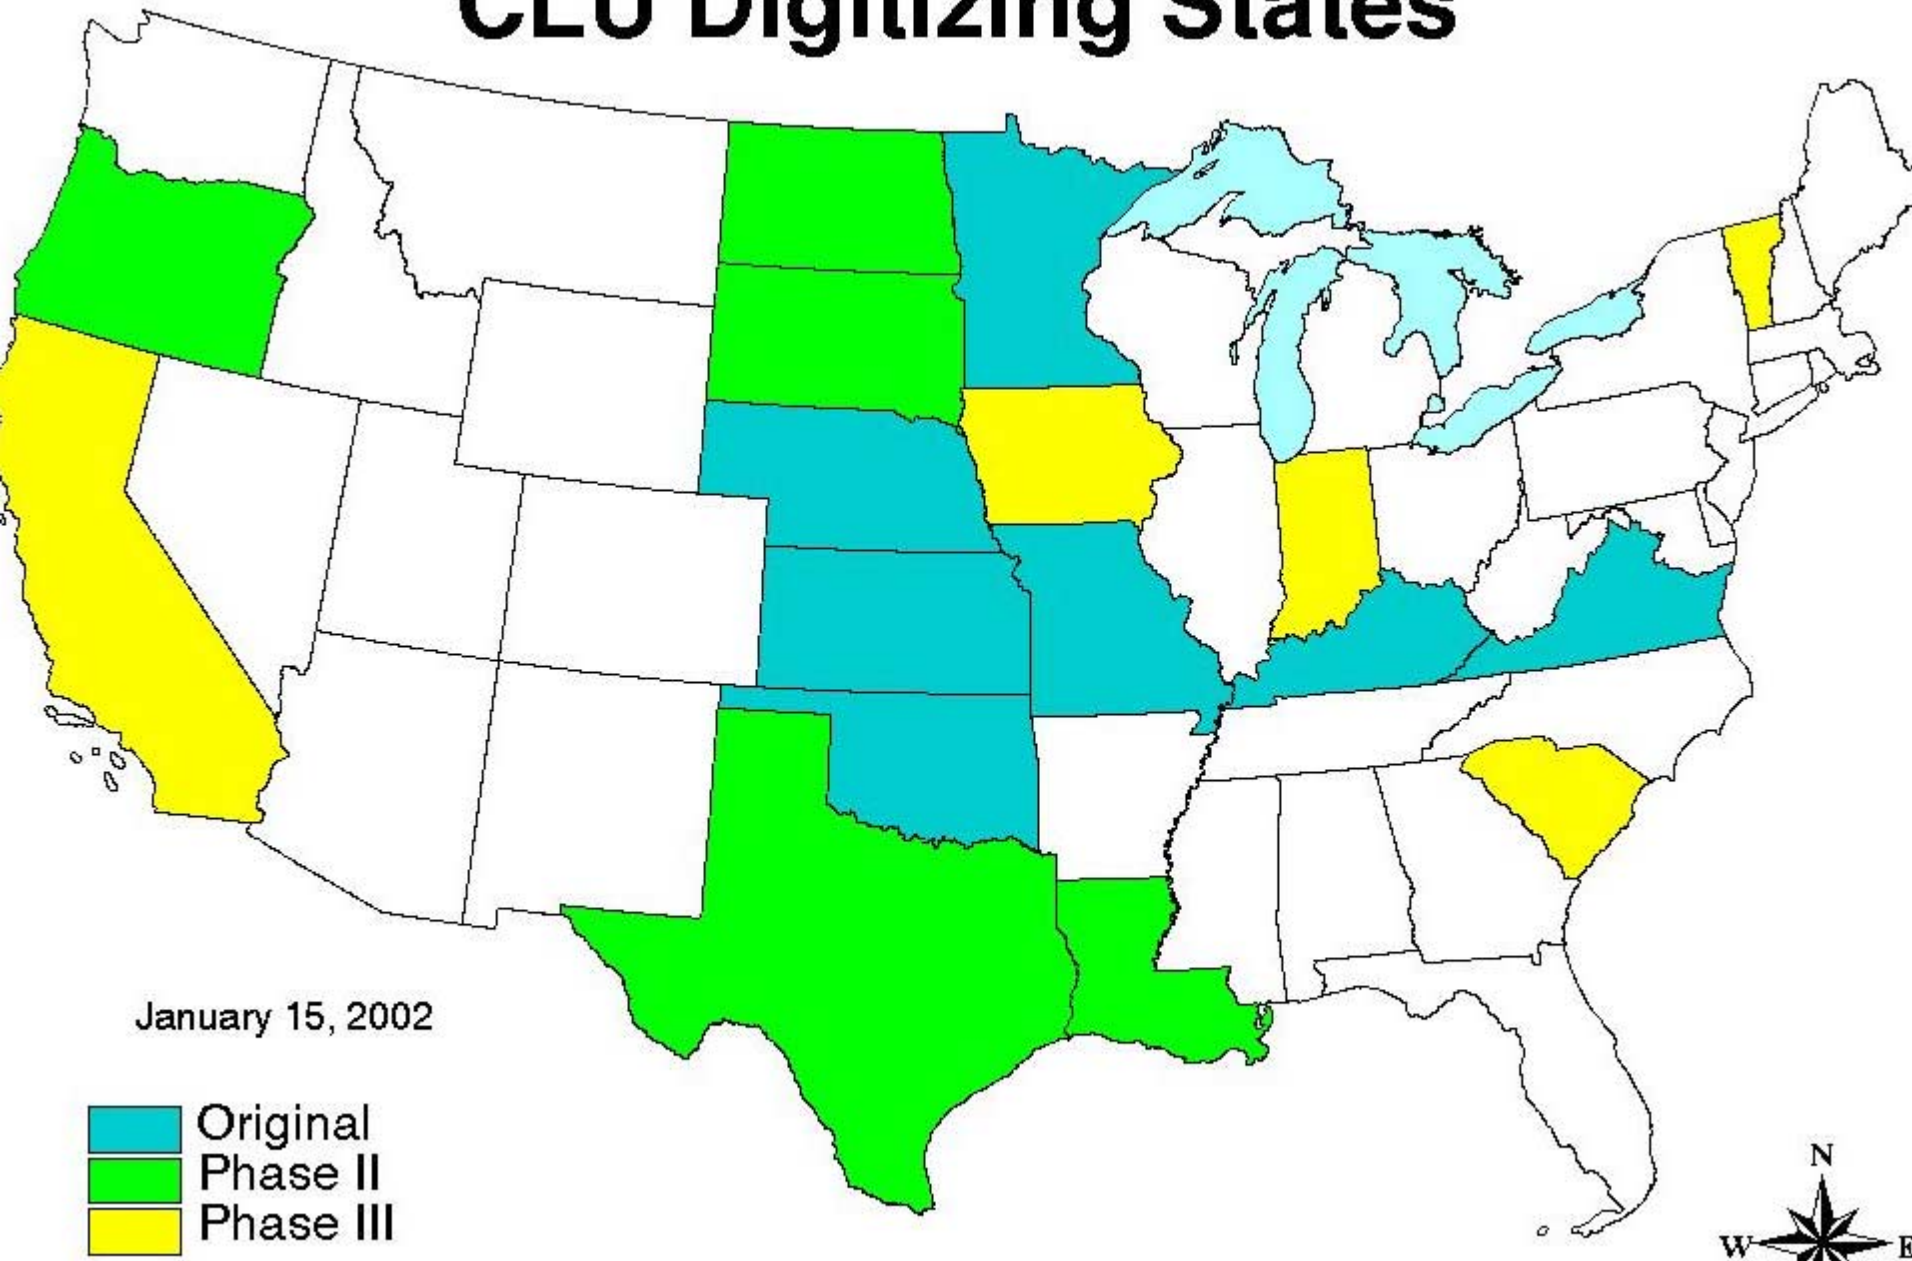 CLU Digitizing States
January 15, 2002
Original
Phase II
Phase III
N
W E